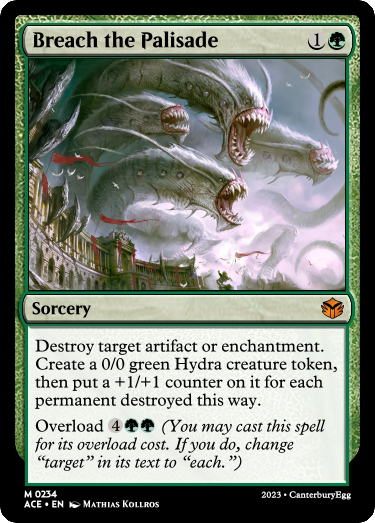 Breach the Palisade 1
Sorcery
Destroy target artifact or enchantment.
Create a 0/0 green Hydra creature token,
then put a +1/+1 counter on it for each
permanent destroyed this way.
Overload 4 (You may cast this spell
for its overload cost. If you do, change
“target” in its text to “each.”)
M 0234
ACE • EN Mathias Kollros
2023 • CanterburyEgg